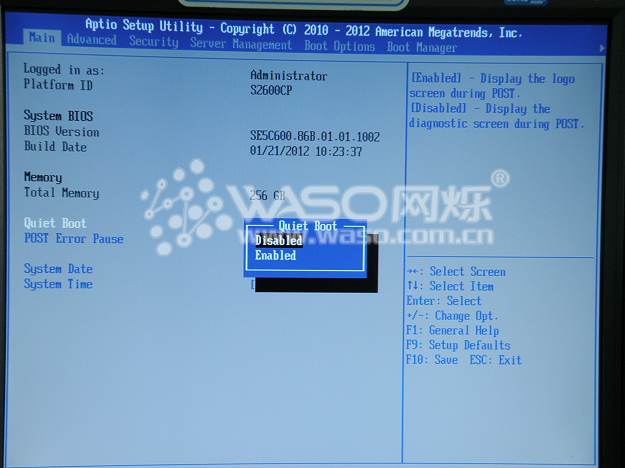 Aptio Setup Utility - Copyright (C) 2010 - 2012 American Megatrends, Inc.
Main Advanced Security Server Management Boot Options Boot Manager
Logged in as: Administrator
Platform ID S2600CP
System BIOS
BIOS Version SE5C600.86B.01.01.1002
Build Date 01/21/2012 10:23:37
Memory
Total Memory 256 GB
Quiet Boot
POST Error Pause
System Date
System Time [
Quiet Boot
Disabled
Enabled
[Enabled] - Display the logo
screen during POST.
[Disabled] - Display the
diagnostic screen during POST.
→←: Select Screen
↑↓: Select Item
Enter: Select
+/-: Change Opt.
F1: General Help
F9: Setup Defaults
F10: Save ESC: Exit
WASO网烁®
www.waso.com.cn